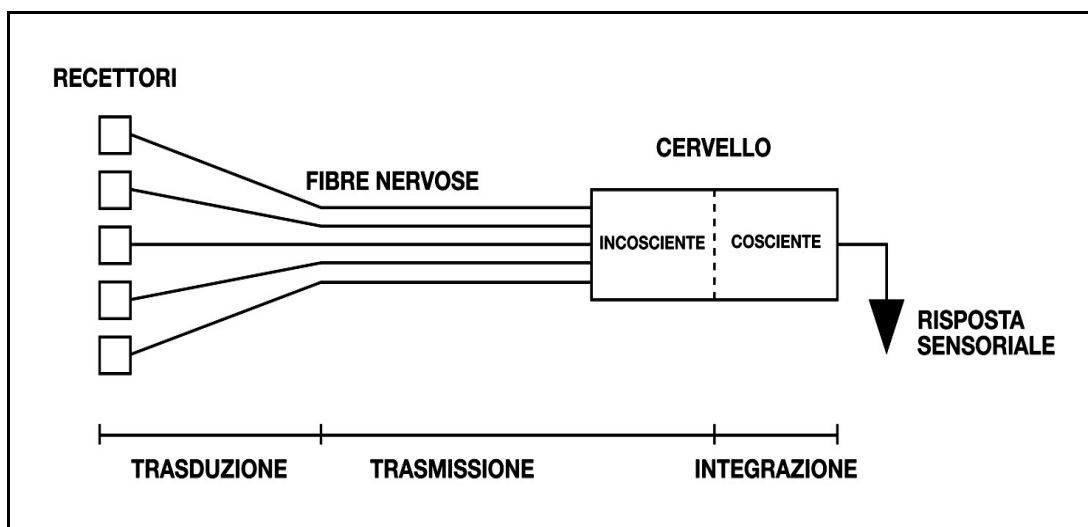 RECETTORI
FIBRE NERVOSE
CERVELLO
INCOSCIENTE
COSCIENTE
RISPOSTA
SENSORIALE
TRASDUZIONE
TRASMISSIONE
INTEGRAZIONE